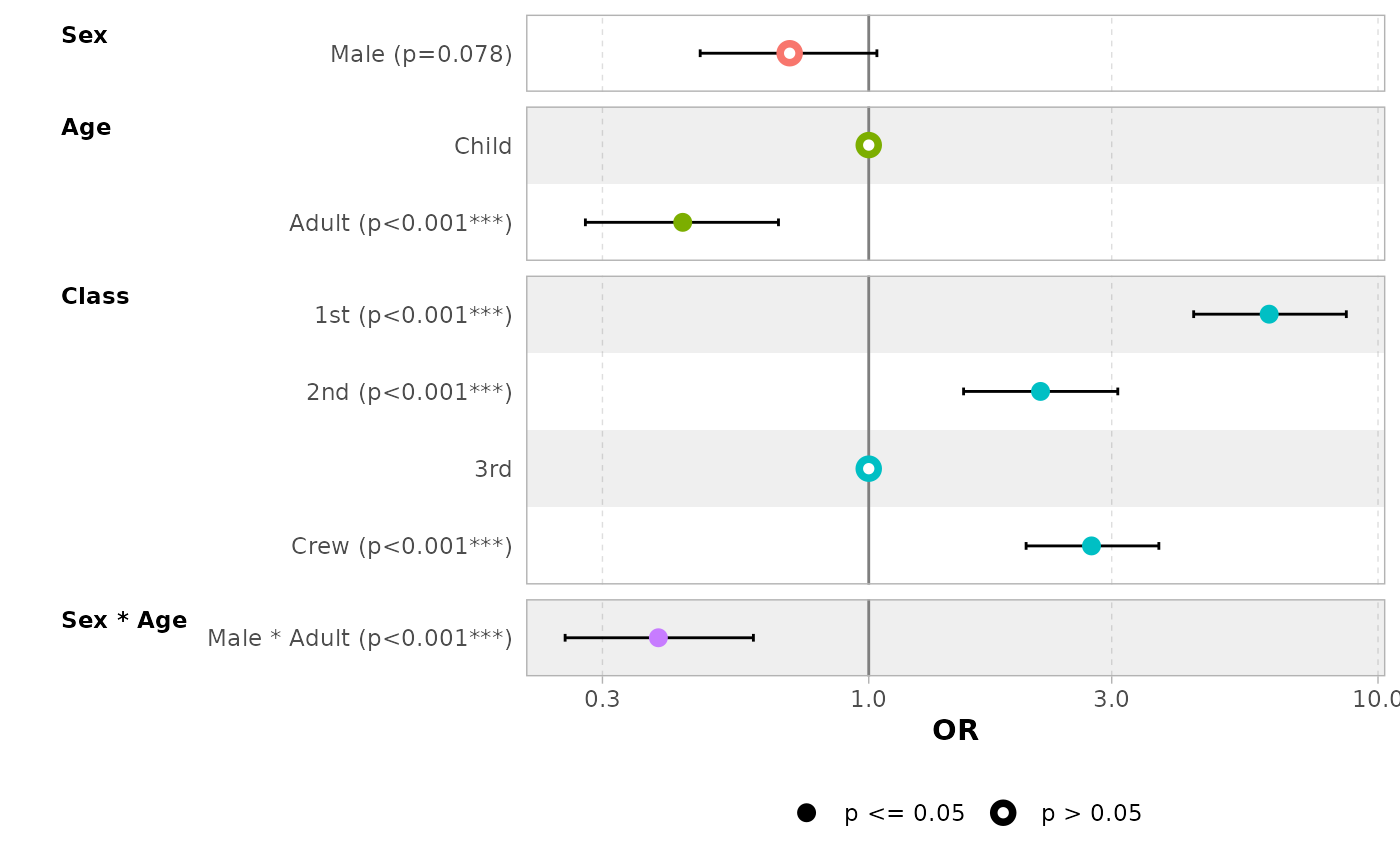 Sex
Male (p=0.078)
Age
Child
Adult (p<0.001***)
Class
1st (p<0.001***)
2nd (p<0.001***)
3rd
Crew (p<0.001***)
Sex * Age
Male * Adult (p<0.001***)
0.3 1.0 3.0 10.0
OR
p <= 0.05 p > 0.05